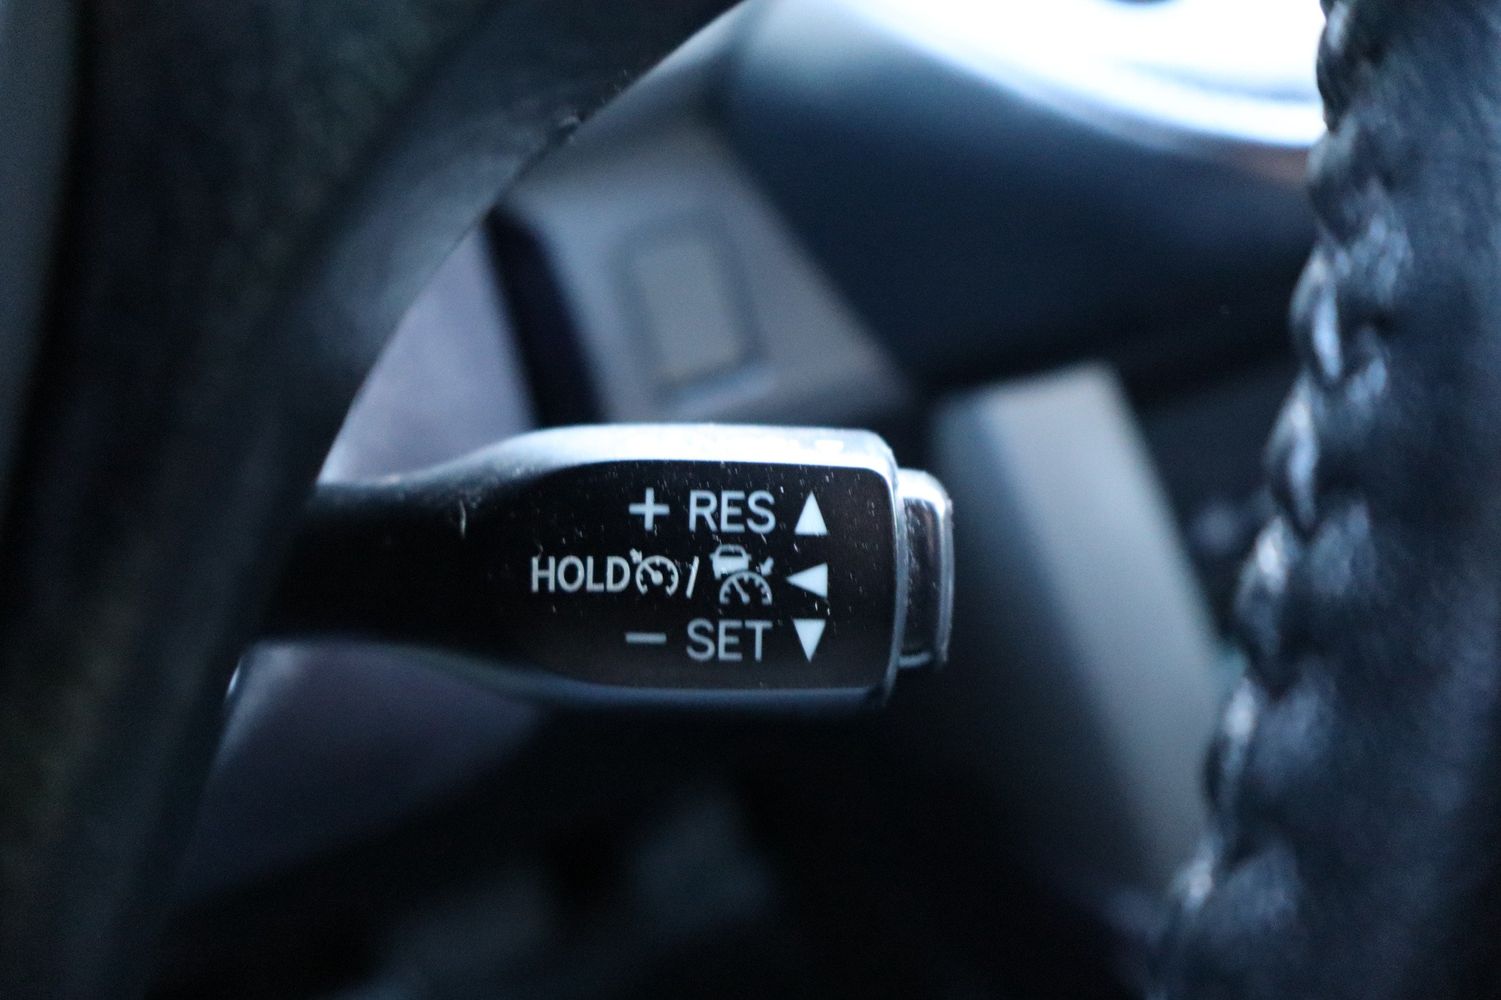 + RES ▲
HOLD / ◀
− SET ▼